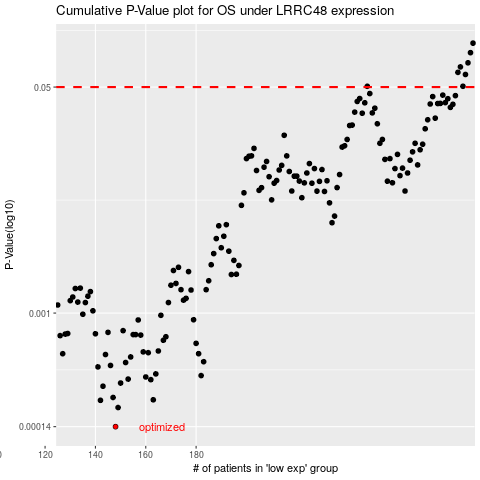 Cumulative P-Value plot for OS under LRRC48 expression
P-Value(log10)
0.05
0.001
0.00014
optimized
0 120 140 160 180
# of patients in 'low exp' group